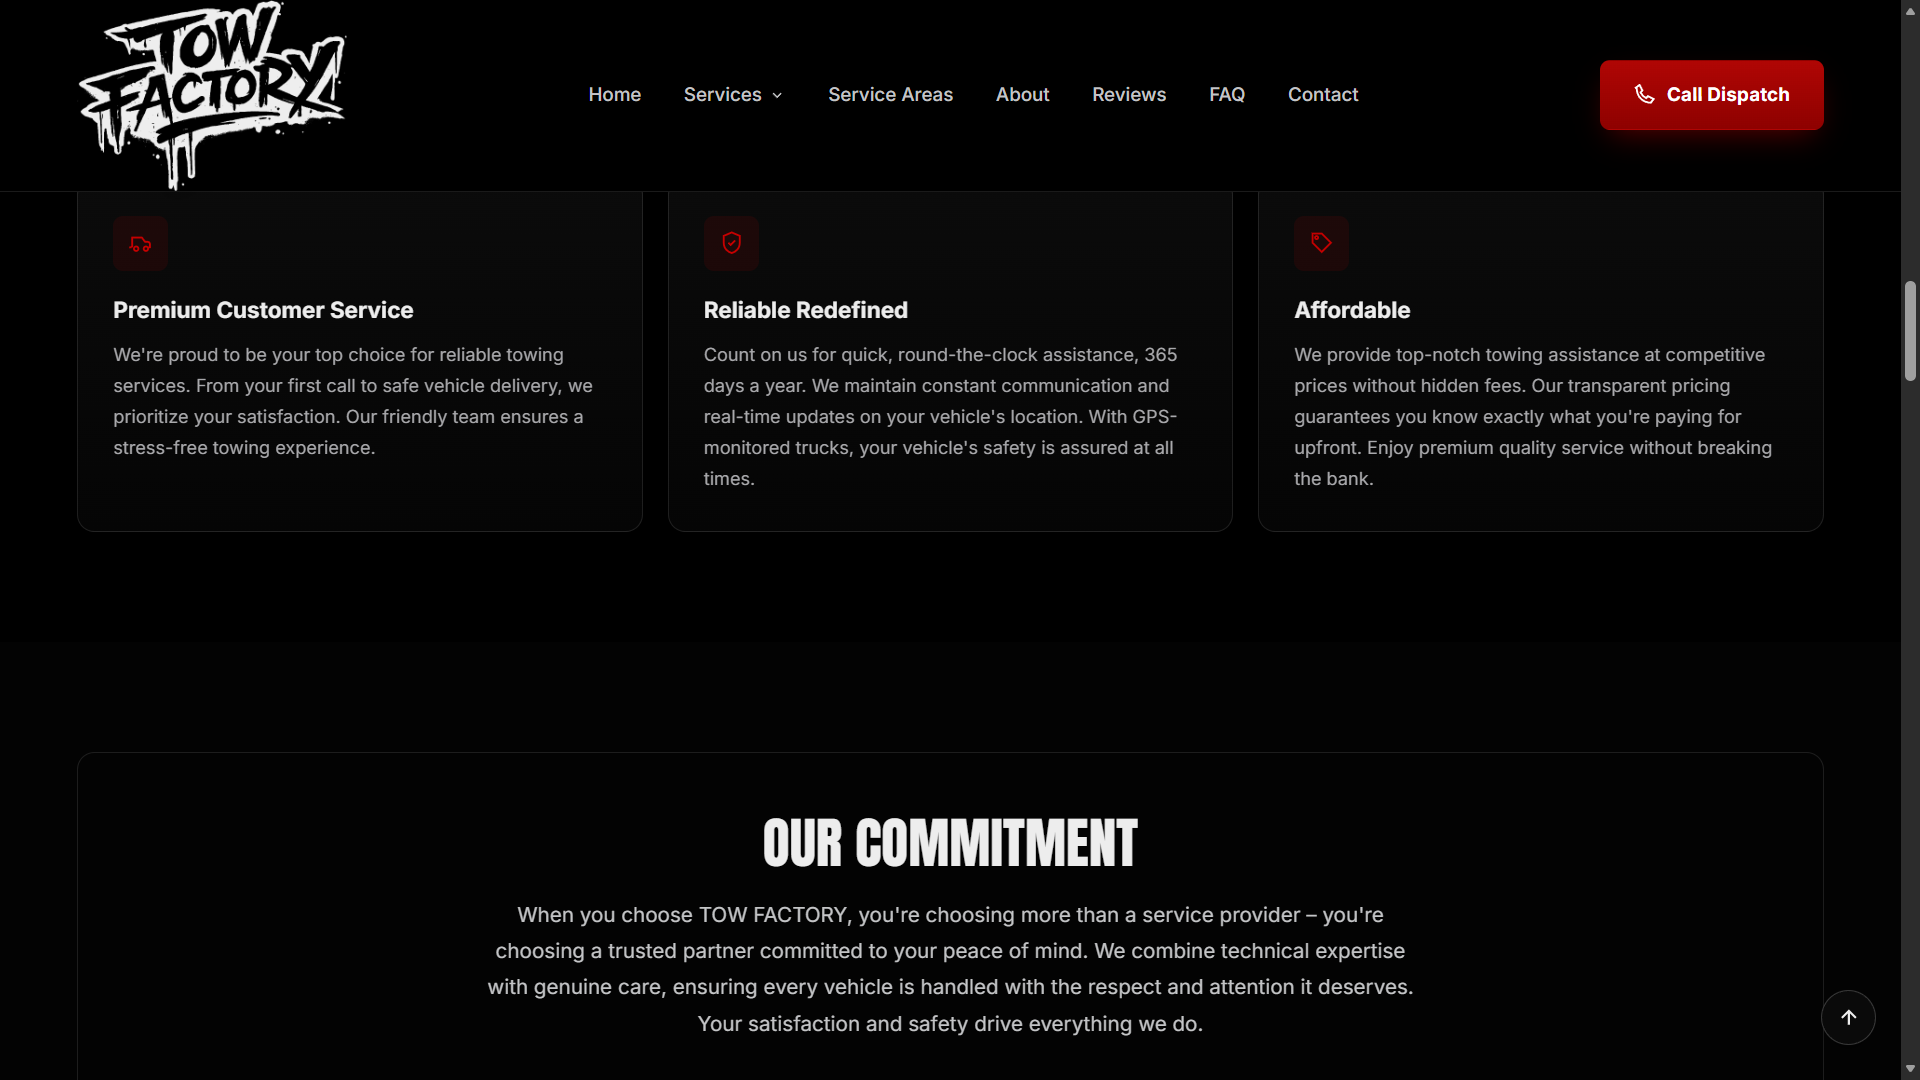 TOW
FACTORY
Home
Services
Service Areas
About
Reviews
FAQ
Contact
Call Dispatch
Premium Customer Service
We're proud to be your top choice for reliable towing
services. From your first call to safe vehicle delivery, we
prioritize your satisfaction. Our friendly team ensures a
stress-free towing experience.
Reliable Redefined
Count on us for quick, round-the-clock assistance, 365
days a year. We maintain constant communication and
real-time updates on your vehicle's location. With GPS-
monitored trucks, your vehicle's safety is assured at all
times.
Affordable
We provide top-notch towing assistance at competitive
prices without hidden fees. Our transparent pricing
guarantees you know exactly what you're paying for
upfront. Enjoy premium quality service without breaking
the bank.
OUR COMMITMENT
When you choose TOW FACTORY, you're choosing more than a service provider – you're
choosing a trusted partner committed to your peace of mind. We combine technical expertise
with genuine care, ensuring every vehicle is handled with the respect and attention it deserves.
Your satisfaction and safety drive everything we do.